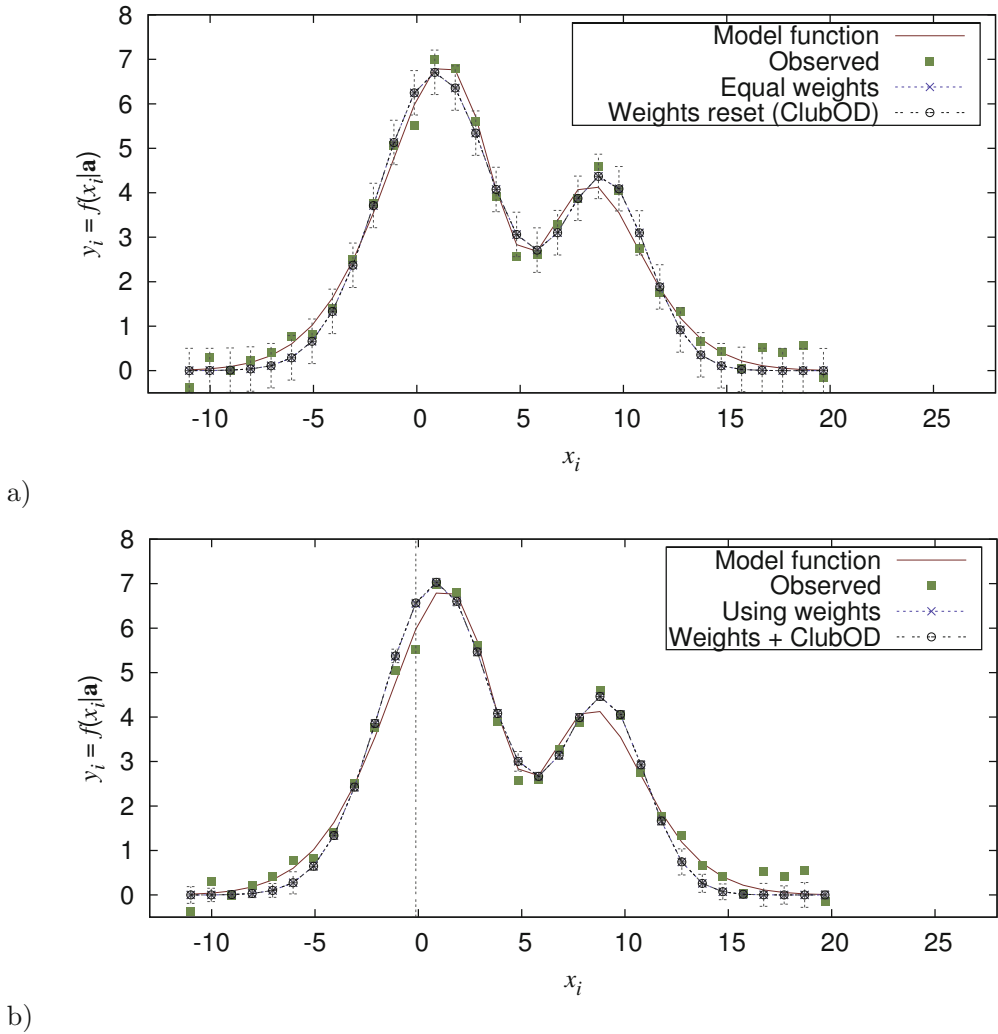 8
7
6
5
4
3
2
1
0
y_i = f(x_i|a)
Model function
Observed
Equal weights
Weights reset (ClubOD)
-10 -5 0 5 10 15 20 25
x_i
a)
8
7
6
5
4
3
2
1
0
y_i = f(x_i|a)
Model function
Observed
Using weights
Weights + ClubOD
-10 -5 0 5 10 15 20 25
x_i
b)